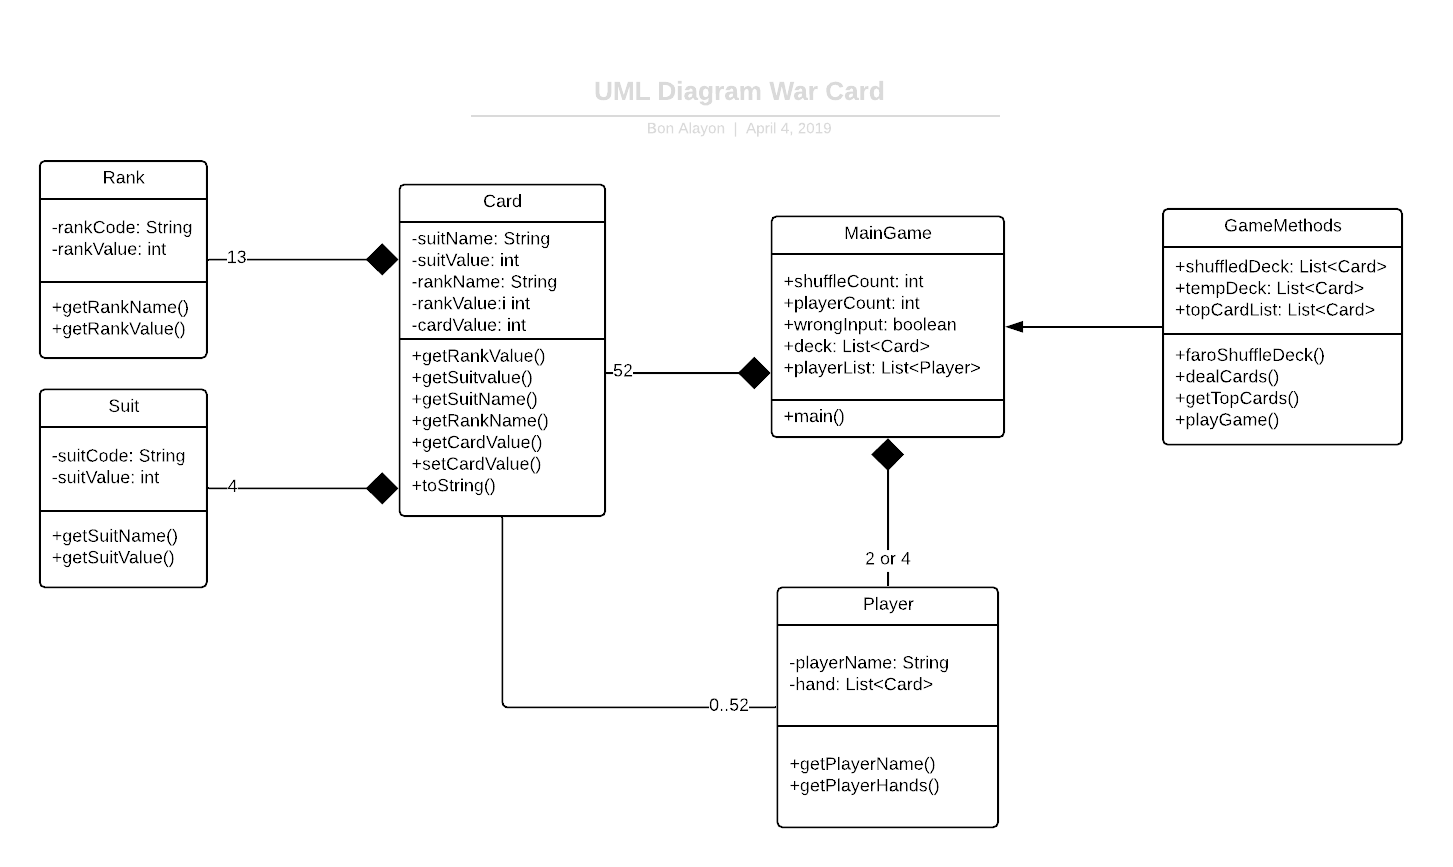 UML Diagram War Card
Bon Alayon | April 4, 2019
Rank
-rankCode: String
-rankValue: int
+getRankName()
+getRankValue()
13
Suit
-suitCode: String
-suitValue: int
+getSuitName()
+getSuitValue()
4
Card
-suitName: String
-suitValue: int
-rankName: String
-rankValue:i int
-cardValue: int
+getRankValue()
+getSuitvalue()
+getSuitName()
+getRankName()
+getCardValue()
+setCardValue()
+toString()
52
MainGame
+shuffleCount: int
+playerCount: int
+wrongInput: boolean
+deck: List<Card>
+playerList: List<Player>
+main()
GameMethods
+shuffledDeck: List<Card>
+tempDeck: List<Card>
+topCardList: List<Card>
+faroShuffleDeck()
+dealCards()
+getTopCards()
+playGame()
2 or 4
Player
-playerName: String
-hand: List<Card>
+getPlayerName()
+getPlayerHands()
0..52